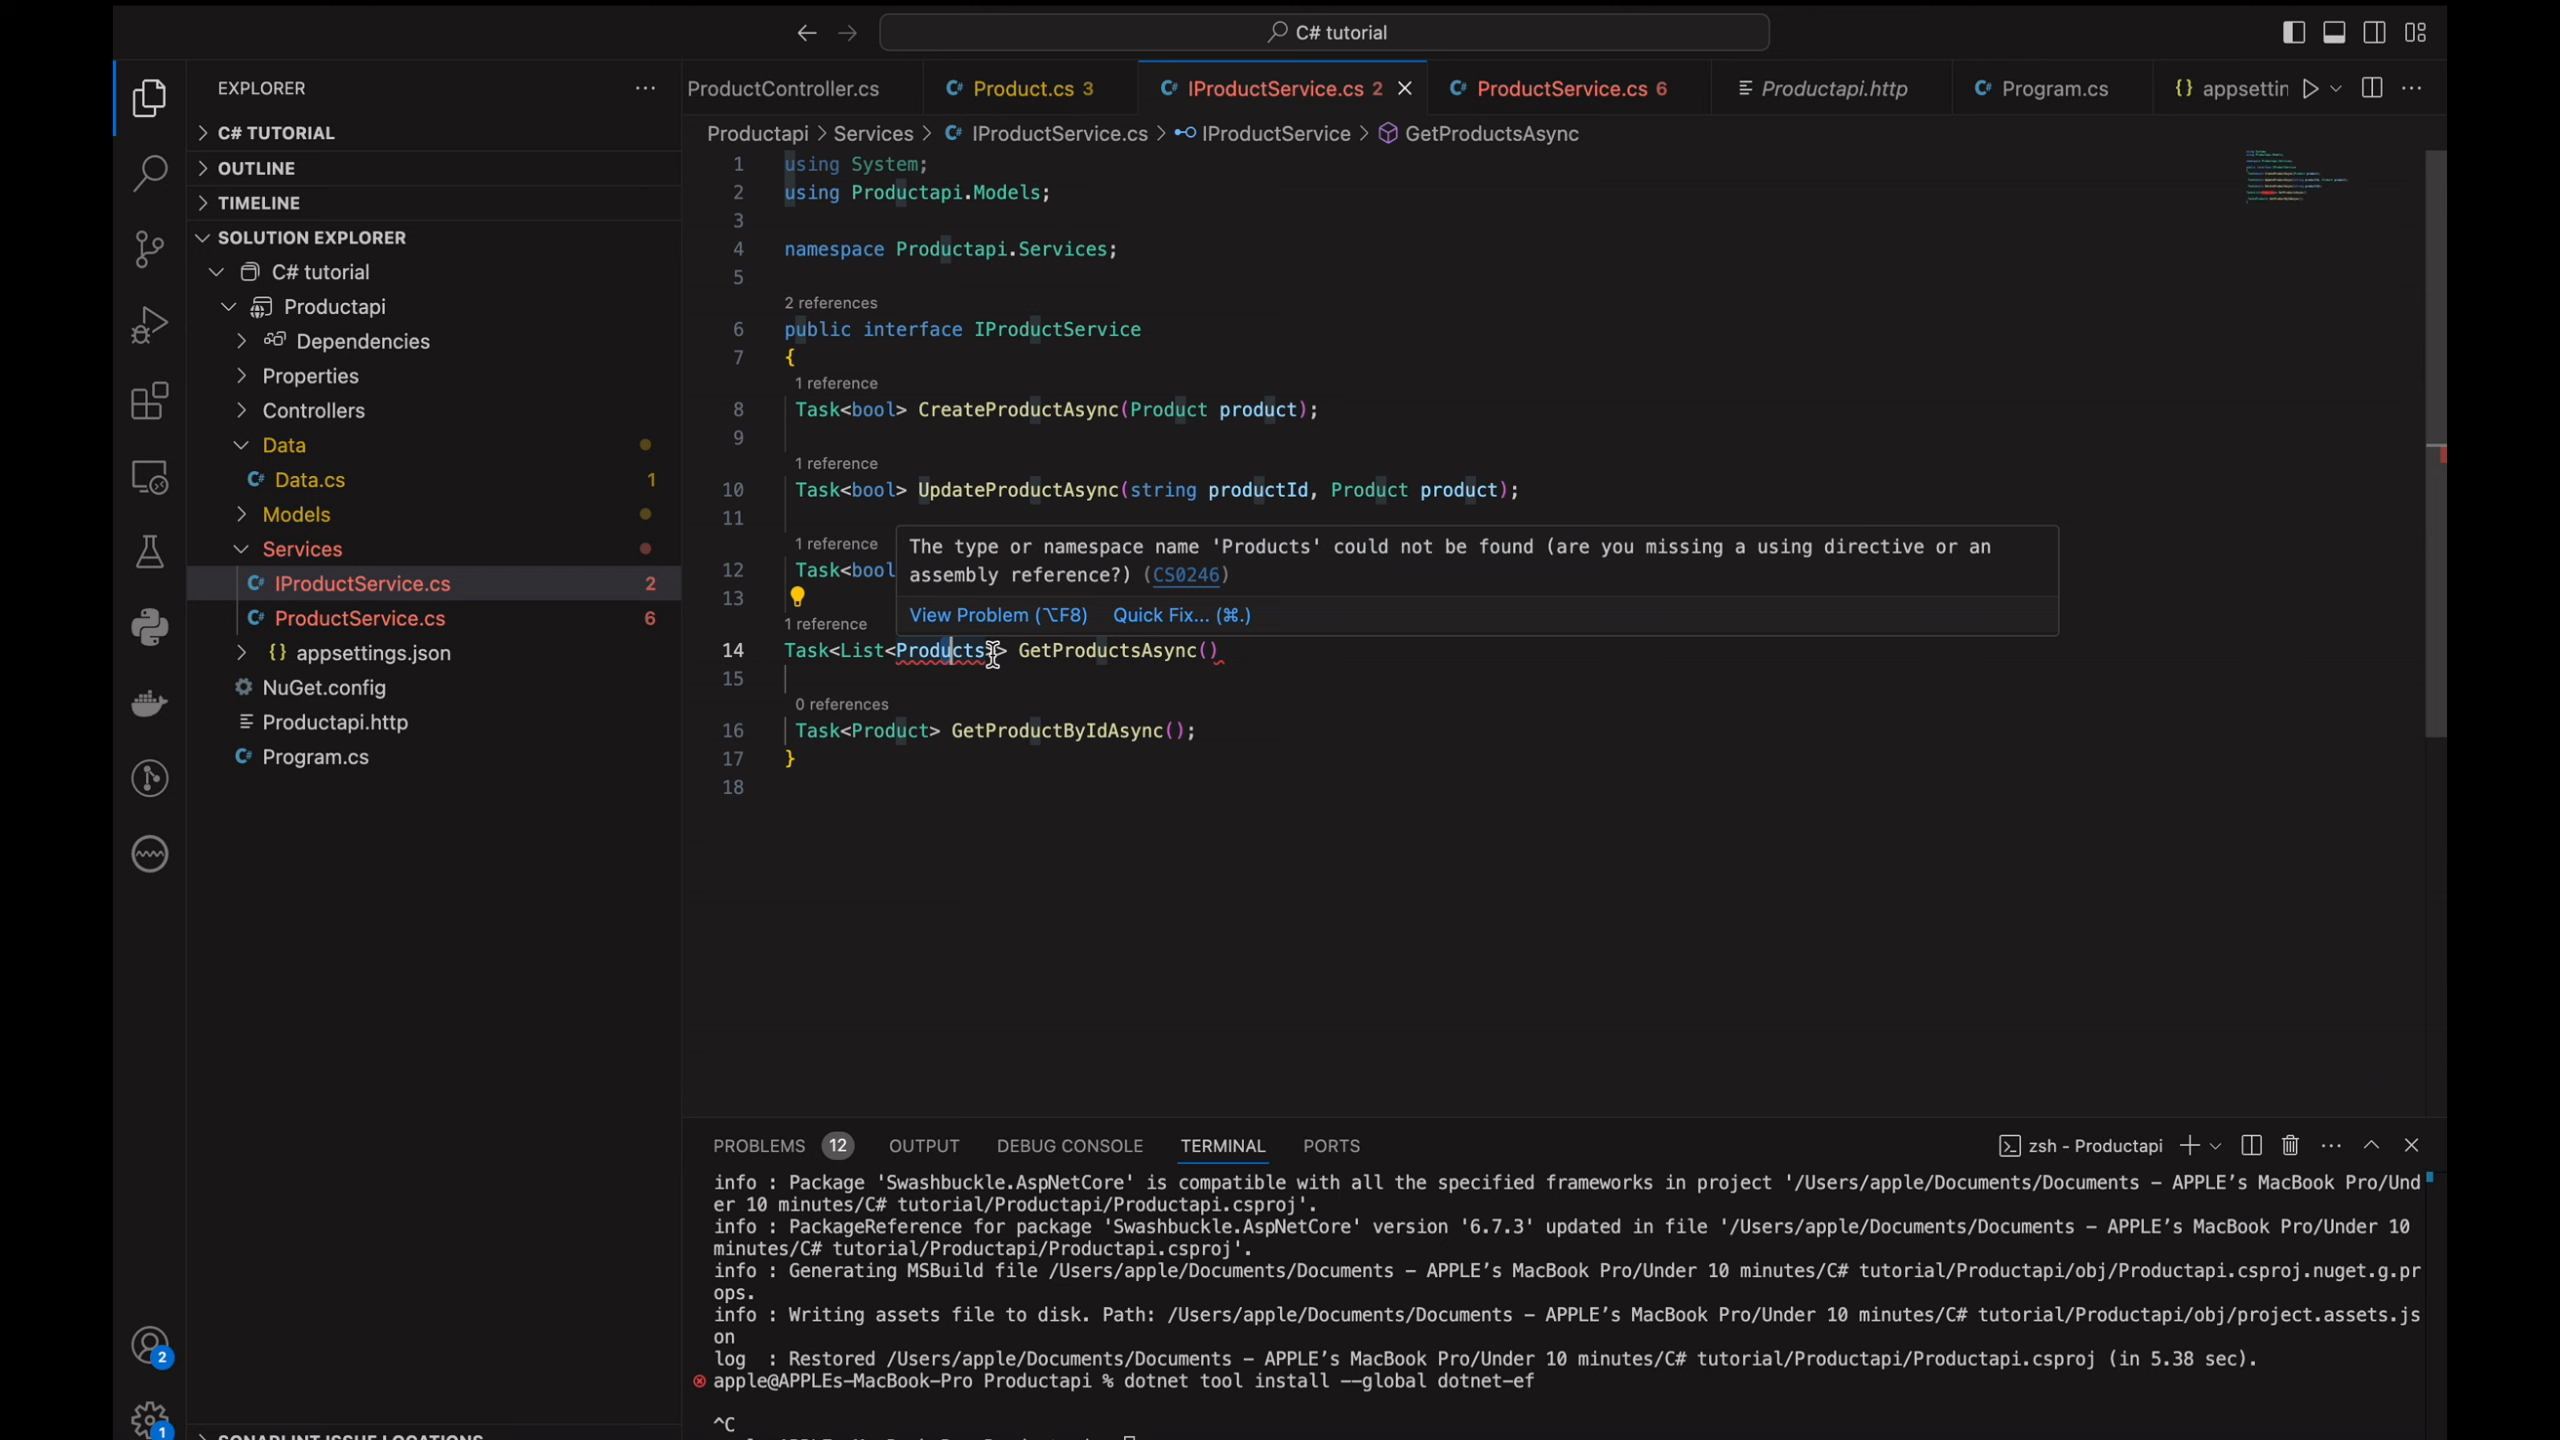 C# tutorial
EXPLORER
C# TUTORIAL
OUTLINE
TIMELINE
SOLUTION EXPLORER
C# tutorial
Productapi
Dependencies
Properties
Controllers
Data
Data.cs 1
Models
Services
IProductService.cs 2
ProductService.cs 6
{} appsettings.json
NuGet.config
Productapi.http
Program.cs
2
1
ProductController.cs
C# Product.cs 3
C# IProductService.cs 2
C# ProductService.cs 6
Productapi.http
C# Program.cs
{} appsettin
Productapi > Services > C# IProductService.cs > IProductService > GetProductsAsync
1 using System;
2 using Productapi.Models;
3
4 namespace Productapi.Services;
5
2 references
6 public interface IProductService
7 {
1 reference
8 Task<bool> CreateProductAsync(Product product);
9
1 reference
10 Task<bool> UpdateProductAsync(string productId, Product product);
11
1 reference
12 Task<bool
13
The type or namespace name 'Products' could not be found (are you missing a using directive or an
assembly reference?) (CS0246)
View Problem (⌥F8) Quick Fix... (⌘.)
1 reference
14 Task<List<Products>> GetProductsAsync()
15
0 references
16 Task<Product> GetProductByIdAsync();
17 }
18
PROBLEMS 12 OUTPUT DEBUG CONSOLE TERMINAL PORTS
zsh - Productapi
info : Package 'Swashbuckle.AspNetCore' is compatible with all the specified frameworks in project '/Users/apple/Documents/Documents – APPLE’s MacBook Pro/Und
er 10 minutes/C# tutorial/Productapi/Productapi.csproj'.
info : PackageReference for package 'Swashbuckle.AspNetCore' version '6.7.3' updated in file '/Users/apple/Documents/Documents – APPLE’s MacBook Pro/Under 10
minutes/C# tutorial/Productapi/Productapi.csproj'.
info : Generating MSBuild file /Users/apple/Documents/Documents – APPLE’s MacBook Pro/Under 10 minutes/C# tutorial/Productapi/obj/Productapi.csproj.nuget.g.pr
ops.
info : Writing assets file to disk. Path: /Users/apple/Documents/Documents – APPLE’s MacBook Pro/Under 10 minutes/C# tutorial/Productapi/obj/project.assets.js
on
log : Restored /Users/apple/Documents/Documents – APPLE’s MacBook Pro/Under 10 minutes/C# tutorial/Productapi/Productapi.csproj (in 5.38 sec).
apple@APPLEs-MacBook-Pro Productapi % dotnet tool install --global dotnet-ef
^C